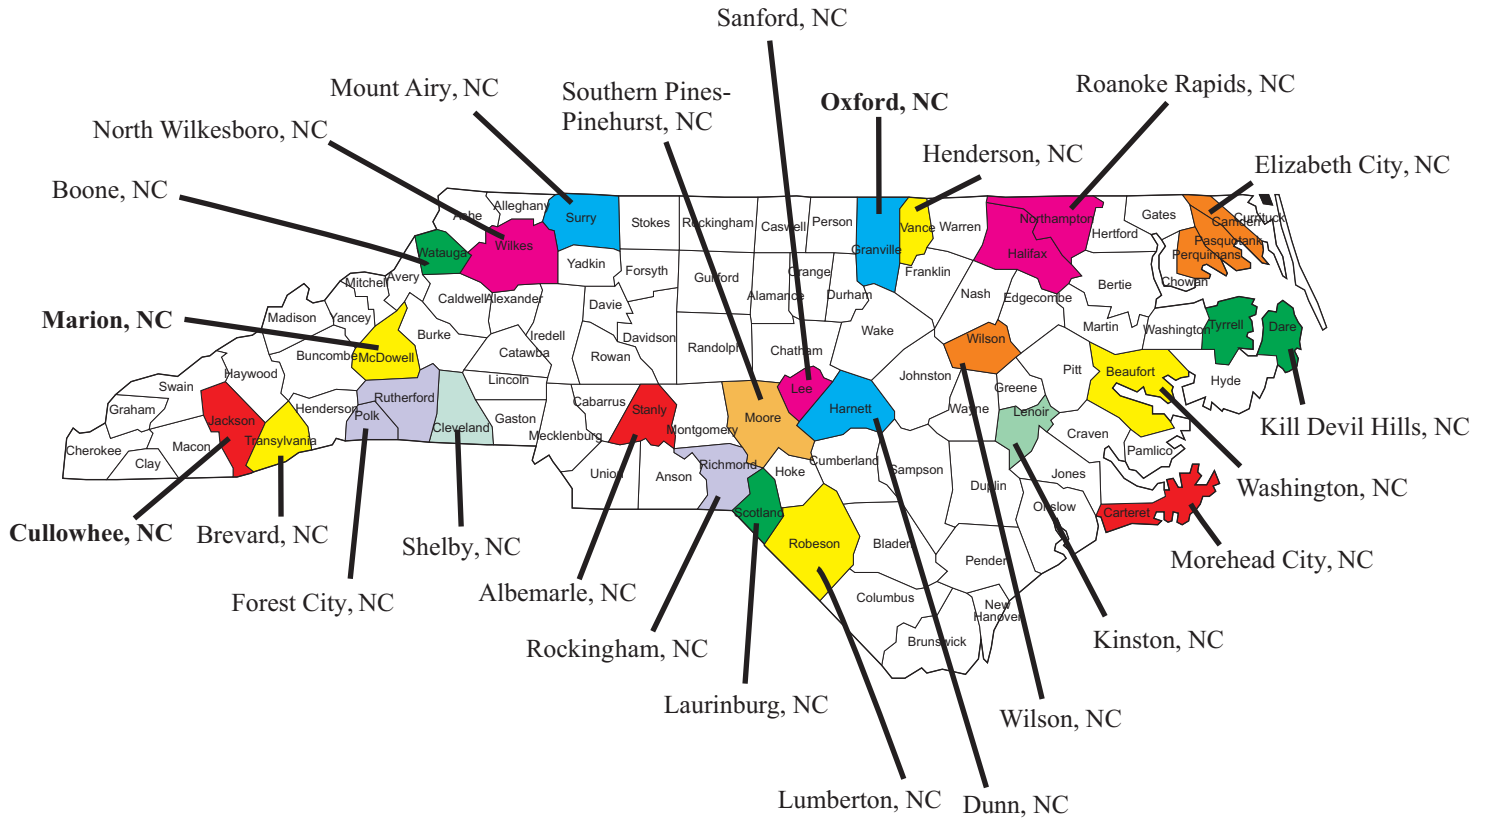 Sanford, NC
Mount Airy, NC
Southern Pines-
Pinehurst, NC
Oxford, NC
Roanoke Rapids, NC
North Wilkesboro, NC
Henderson, NC
Elizabeth City, NC
Boone, NC
Marion, NC
Kill Devil Hills, NC
Washington, NC
Cullowhee, NC
Brevard, NC
Shelby, NC
Morehead City, NC
Forest City, NC
Albemarle, NC
Rockingham, NC
Kinston, NC
Laurinburg, NC
Wilson, NC
Lumberton, NC
Dunn, NC
Ashe
Alleghany
Surry
Stokes
Rockingham
Caswell
Person
Granville
Vance
Warren
Northampton
Halifax
Hertford
Gates
Currituck
Camden
Pasquotank
Perquimans
Chowan
Watauga
Wilkes
Yadkin
Forsyth
Guilford
Alamance
Orange
Durham
Franklin
Nash
Edgecombe
Bertie
Mitchell
Avery
Caldwell
Alexander
Davie
Iredell
Davidson
Randolph
Chatham
Wake
Wilson
Martin
Washington
Tyrrell
Dare
Madison
Yancey
Burke
Catawba
Rowan
Buncombe
McDowell
Haywood
Swain
Graham
Cherokee
Clay
Macon
Jackson
Transylvania
Henderson
Polk
Rutherford
Cleveland
Lincoln
Gaston
Mecklenburg
Cabarrus
Stanly
Montgomery
Moore
Lee
Harnett
Johnston
Wayne
Greene
Pitt
Beaufort
Hyde
Lenoir
Craven
Pamlico
Jones
Carteret
Union
Anson
Richmond
Hoke
Cumberland
Sampson
Duplin
Onslow
Scotland
Robeson
Bladen
Pender
Columbus
New
Hanover
Brunswick